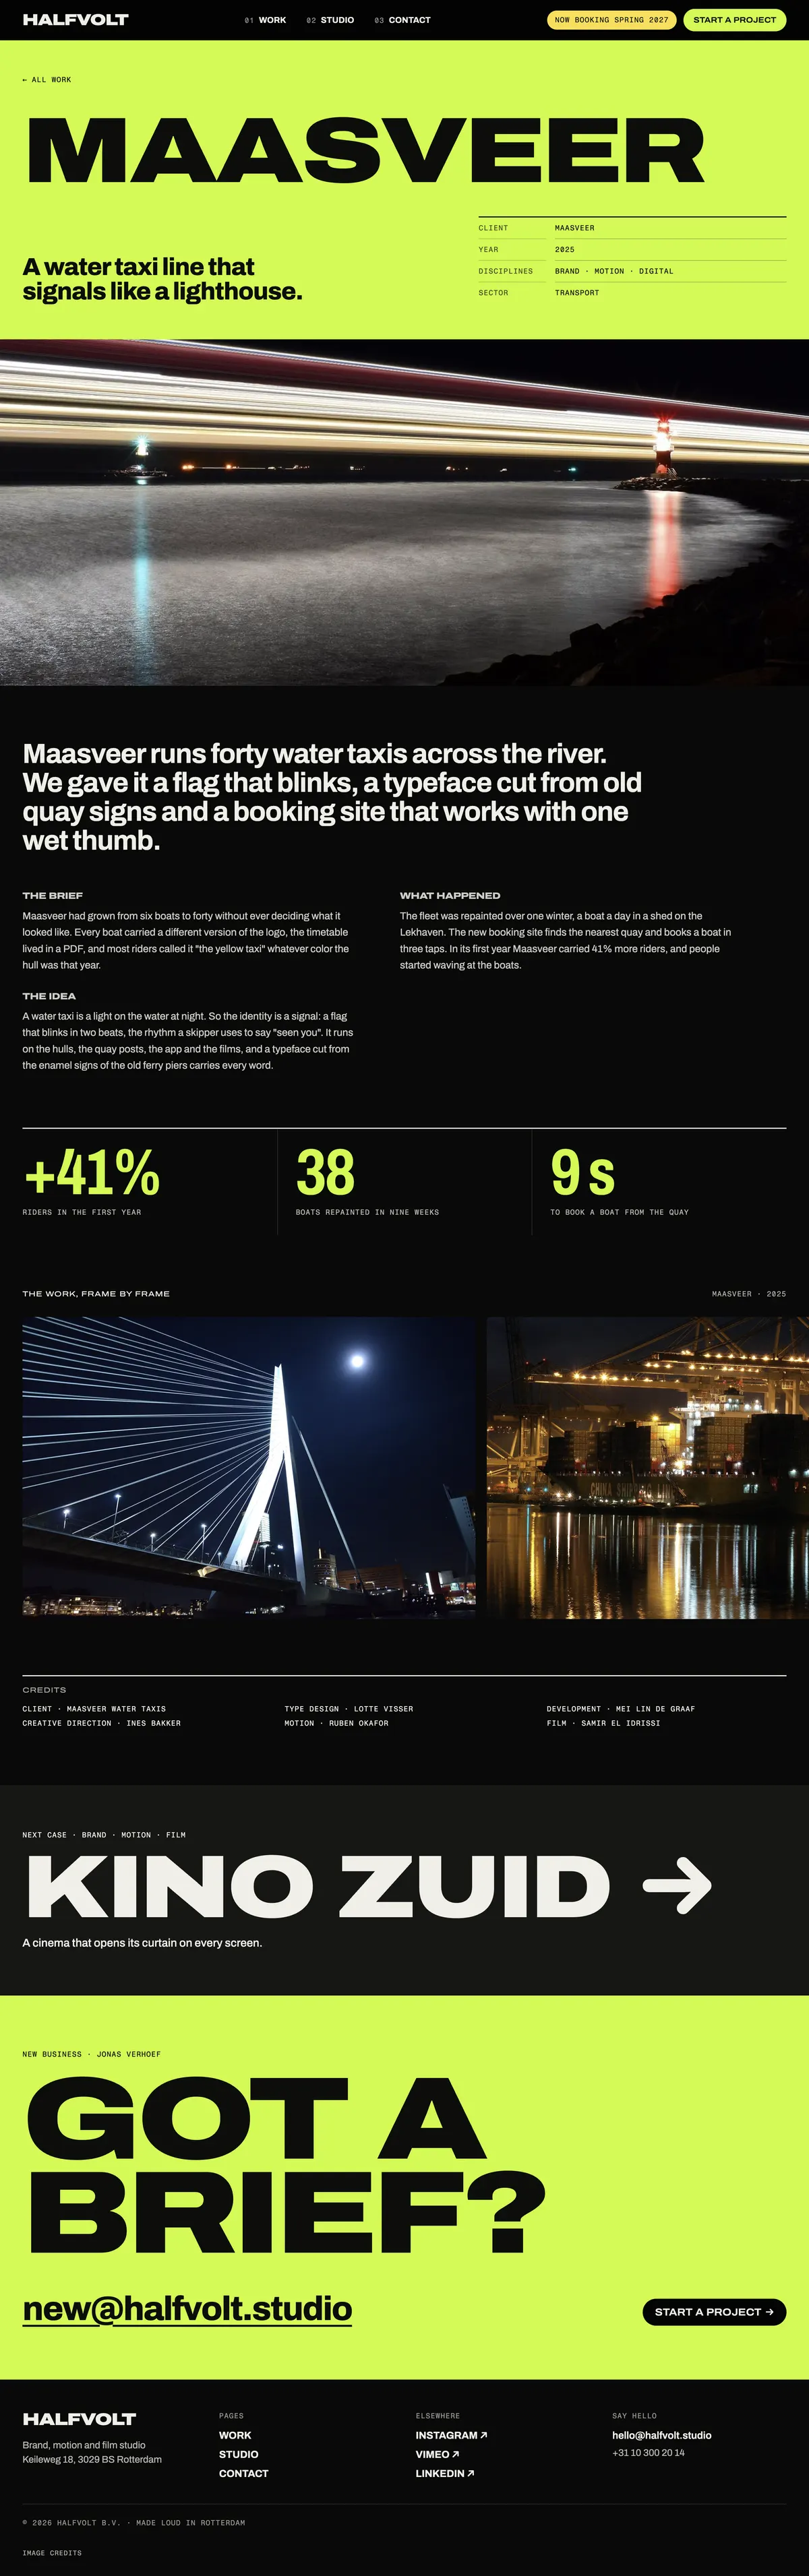 HALFVOLT
01 WORK
02 STUDIO
03 CONTACT
NOW BOOKING SPRING 2027
START A PROJECT
← ALL WORK
MAASVEER
A water taxi line that
signals like a lighthouse.
CLIENT MAASVEER
YEAR 2025
DISCIPLINES BRAND · MOTION · DIGITAL
SECTOR TRANSPORT
Maasveer runs forty water taxis across the river.
We gave it a flag that blinks, a typeface cut from old
quay signs and a booking site that works with one
wet thumb.
THE BRIEF
Maasveer had grown from six boats to forty without ever deciding what it
looked like. Every boat carried a different version of the logo, the timetable
lived in a PDF, and most riders called it "the yellow taxi" whatever color the
hull was that year.
THE IDEA
A water taxi is a light on the water at night. So the identity is a signal: a flag
that blinks in two beats, the rhythm a skipper uses to say "seen you". It runs
on the hulls, the quay posts, the app and the films, and a typeface cut from
the enamel signs of the old ferry piers carries every word.
WHAT HAPPENED
The fleet was repainted over one winter, a boat a day in a shed on the
Lekhaven. The new booking site finds the nearest quay and books a boat in
three taps. In its first year Maasveer carried 41% more riders, and people
started waving at the boats.
+41%
RIDERS IN THE FIRST YEAR
38
BOATS REPAINTED IN NINE WEEKS
9 s
TO BOOK A BOAT FROM THE QUAY
THE WORK, FRAME BY FRAME
MAASVEER · 2025
CHINA SHIPPING LINE
CREDITS
CLIENT · MAASVEER WATER TAXIS
CREATIVE DIRECTION · INES BAKKER
TYPE DESIGN · LOTTE VISSER
MOTION · RUBEN OKAFOR
DEVELOPMENT · MEI LIN DE GRAAF
FILM · SAMIR EL IDRISSI
NEXT CASE · BRAND · MOTION · FILM
KINO ZUID →
A cinema that opens its curtain on every screen.
NEW BUSINESS · JONAS VERHOEF
GOT A
BRIEF?
new@halfvolt.studio
START A PROJECT →
HALFVOLT
Brand, motion and film studio
Keileweg 18, 3029 BS Rotterdam
PAGES
WORK
STUDIO
CONTACT
ELSEWHERE
INSTAGRAM ↗
VIMEO ↗
LINKEDIN ↗
SAY HELLO
hello@halfvolt.studio
+31 10 300 20 14
© 2026 HALFVOLT B.V. · MADE LOUD IN ROTTERDAM
IMAGE CREDITS